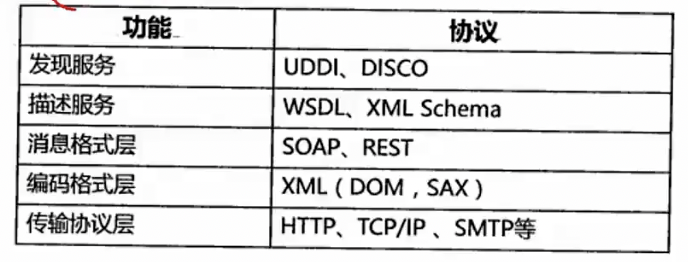 功能 协议
发现服务 UDDI、DISCO
描述服务 WSDL、XML Schema
消息格式层 SOAP、REST
编码格式层 XML（DOM，SAX）
传输协议层 HTTP、TCP/IP 、SMTP等